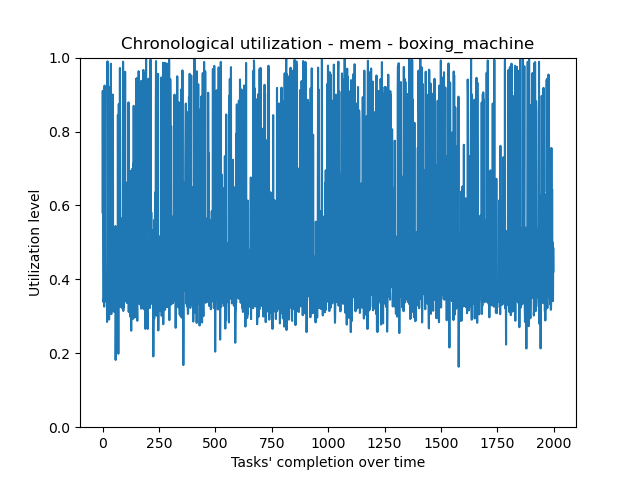 Chronological utilization - mem - boxing_machine
1.0
0.8
0.6
0.4
0.2
0.0
Utilization level
0 250 500 750 1000 1250 1500 1750 2000
Tasks' completion over time